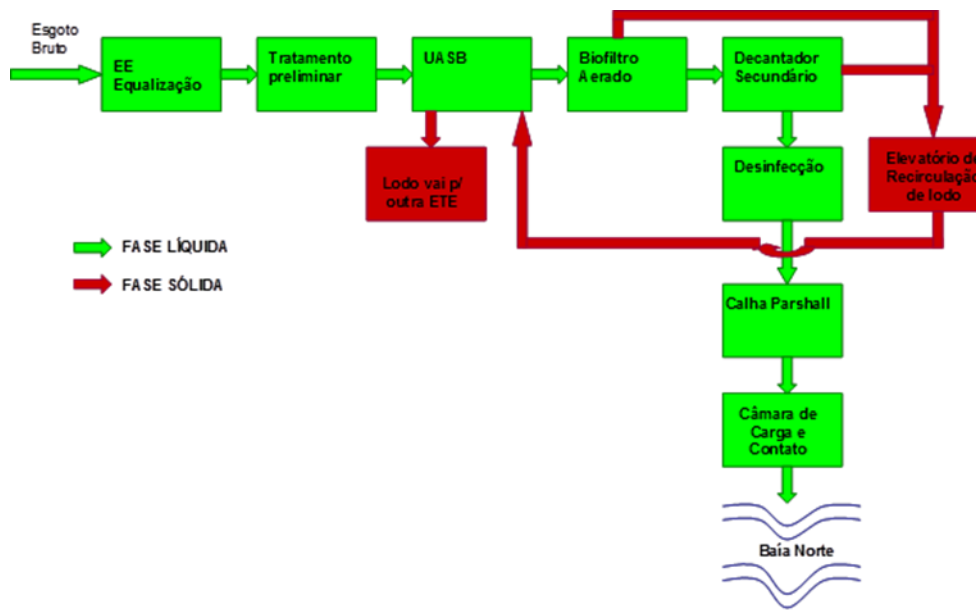 Esgoto
Bruto
EE
Equalização
Tratamento
preliminar
UASB
Biofiltro
Aerado
Decantador
Secundário
Lodo vai p/
outra ETE
Desinfecção
Elevatório de
Recirculação
de lodo
FASE LÍQUIDA
FASE SÓLIDA
Calha Parshall
Câmara de
Carga e
Contato
Baía Norte